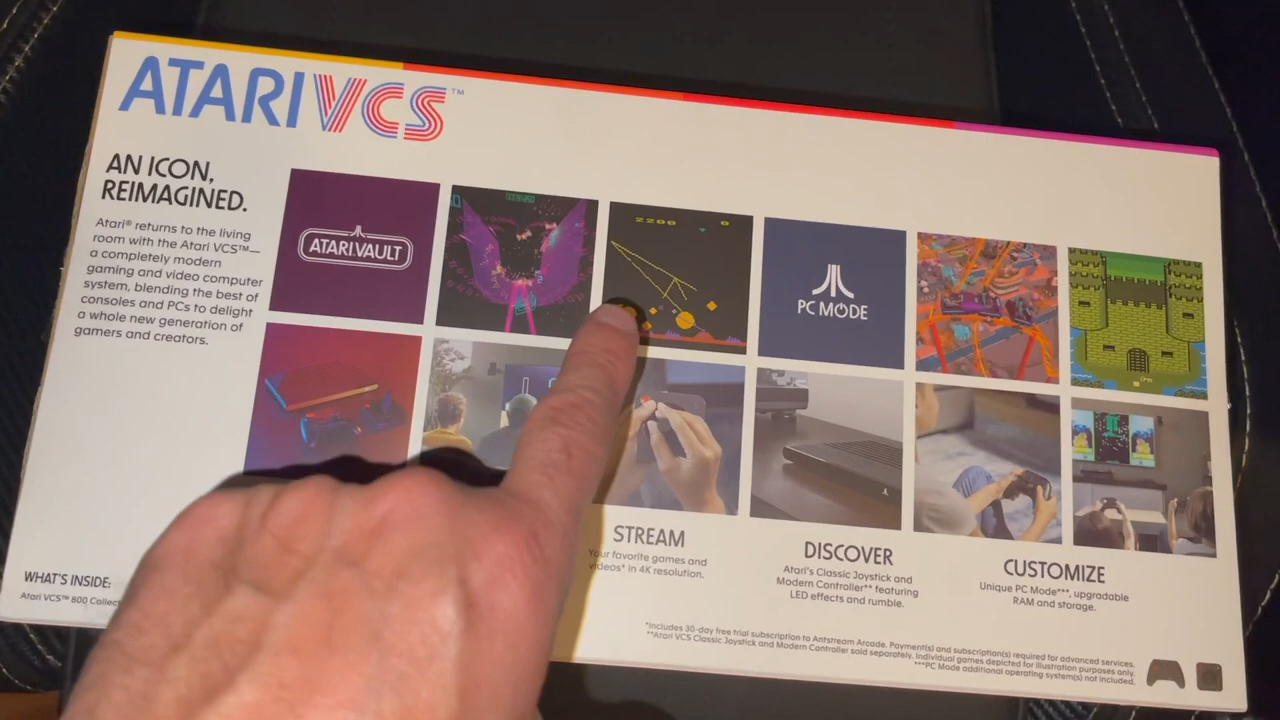 ATARI VCS™
AN ICON,
REIMAGINED.
Atari® returns to the living
room with the Atari VCS™—
a completely modern
gaming and video computer
system, blending the best of
consoles and PCs to delight
a whole new generation of
gamers and creators.
ATARI VAULT
2200 0
PC MODE
STREAM
Your favorite games and
videos* in 4K resolution.
DISCOVER
Atari's Classic Joystick and
Modern Controller** featuring
LED effects and rumble.
CUSTOMIZE
Unique PC Mode***, upgradable
RAM and storage.
WHAT'S INSIDE:
Atari VCS™ 800 Collect
*Includes 30-day free trial subscription to Antstream Arcade. Payment(s) and subscription(s) required for advanced services.
**Atari VCS Classic Joystick and Modern Controller sold separately. Individual games depicted for illustration purposes only.
***PC Mode additional operating system(s) not included.